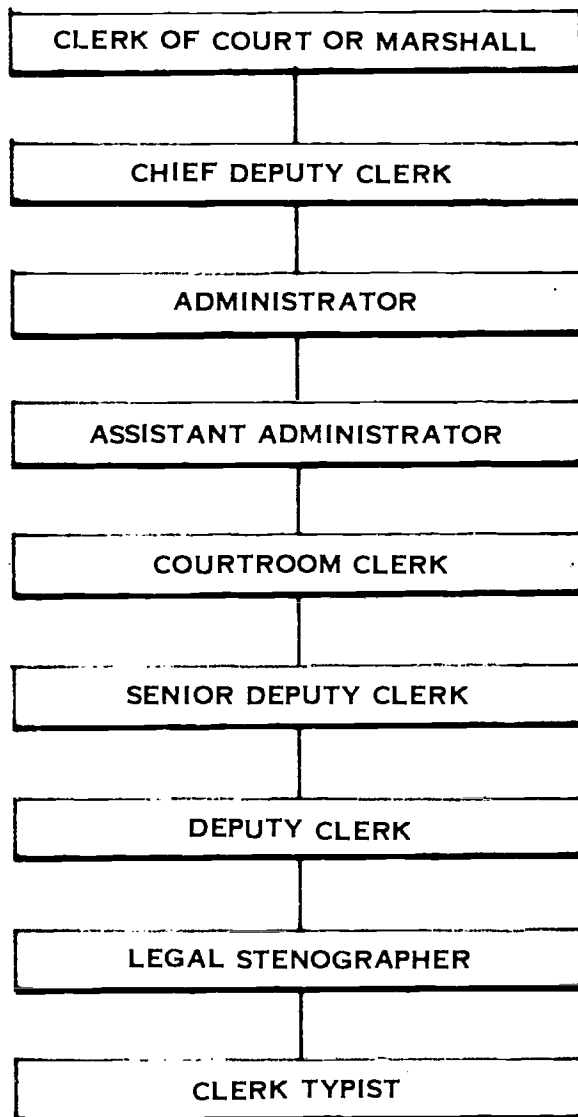 CLERK OF COURT OR MARSHALL
CHIEF DEPUTY CLERK
ADMINISTRATOR
ASSISTANT ADMINISTRATOR
COURTROOM CLERK
SENIOR DEPUTY CLERK
DEPUTY CLERK
LEGAL STENOGRAPHER
CLERK TYPIST